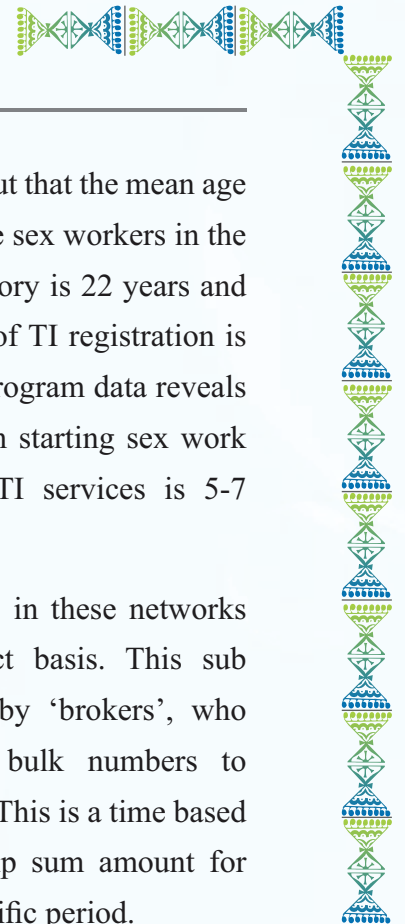 ut that the mean age
e sex workers in the
ory is 22 years and
of TI registration is
rogram data reveals
n starting sex work
TI services is 5-7
in these networks
ct basis. This sub
by ‘brokers’, who
bulk numbers to
This is a time based
p sum amount for
ific period.